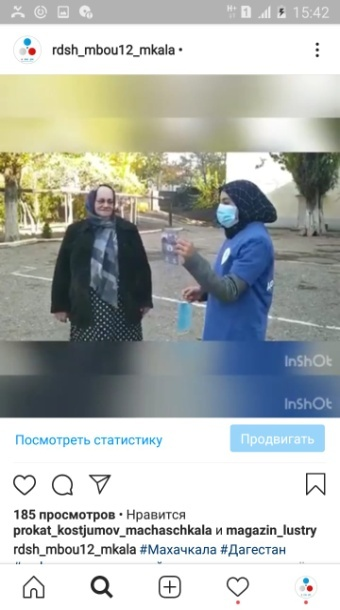 15:42
rdsh_mbou12_mkala •
InShOt
InShOt
Посмотреть статистику
Продвигать
185 просмотров • Нравится
prokat_kostjumov_machaschkala и magazin_lustry
rdsh_mbou12_mkala #Махачкала #Дагестан